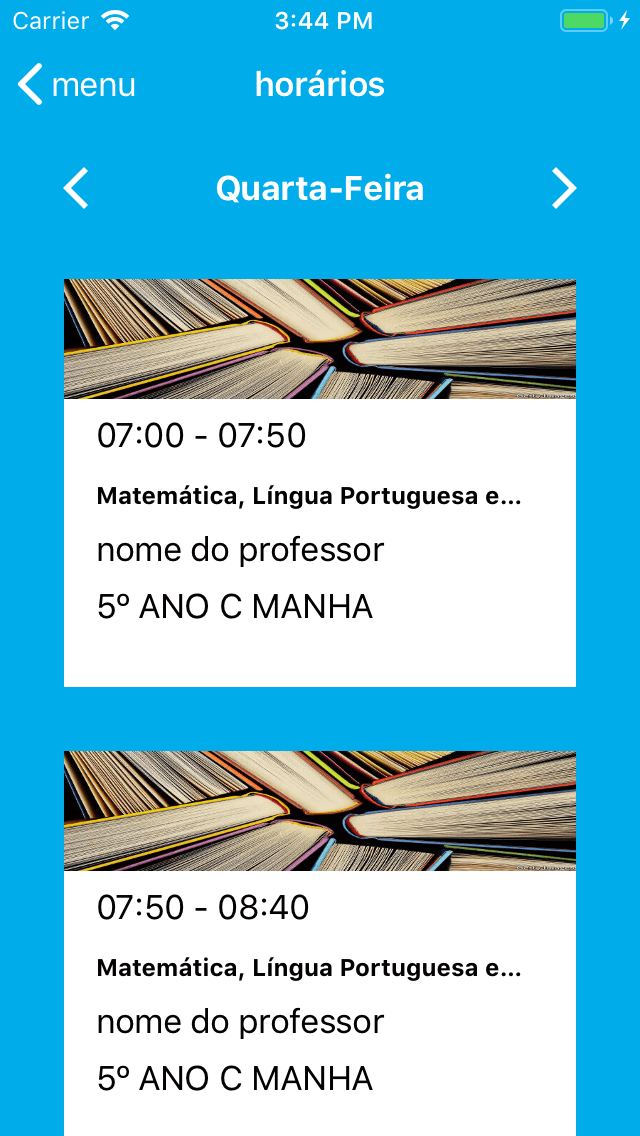 Carrier 3:44 PM
menu horários
Quarta-Feira
07:00 - 07:50
Matemática, Língua Portuguesa e...
nome do professor
5º ANO C MANHA
07:50 - 08:40
Matemática, Língua Portuguesa e...
nome do professor
5º ANO C MANHA